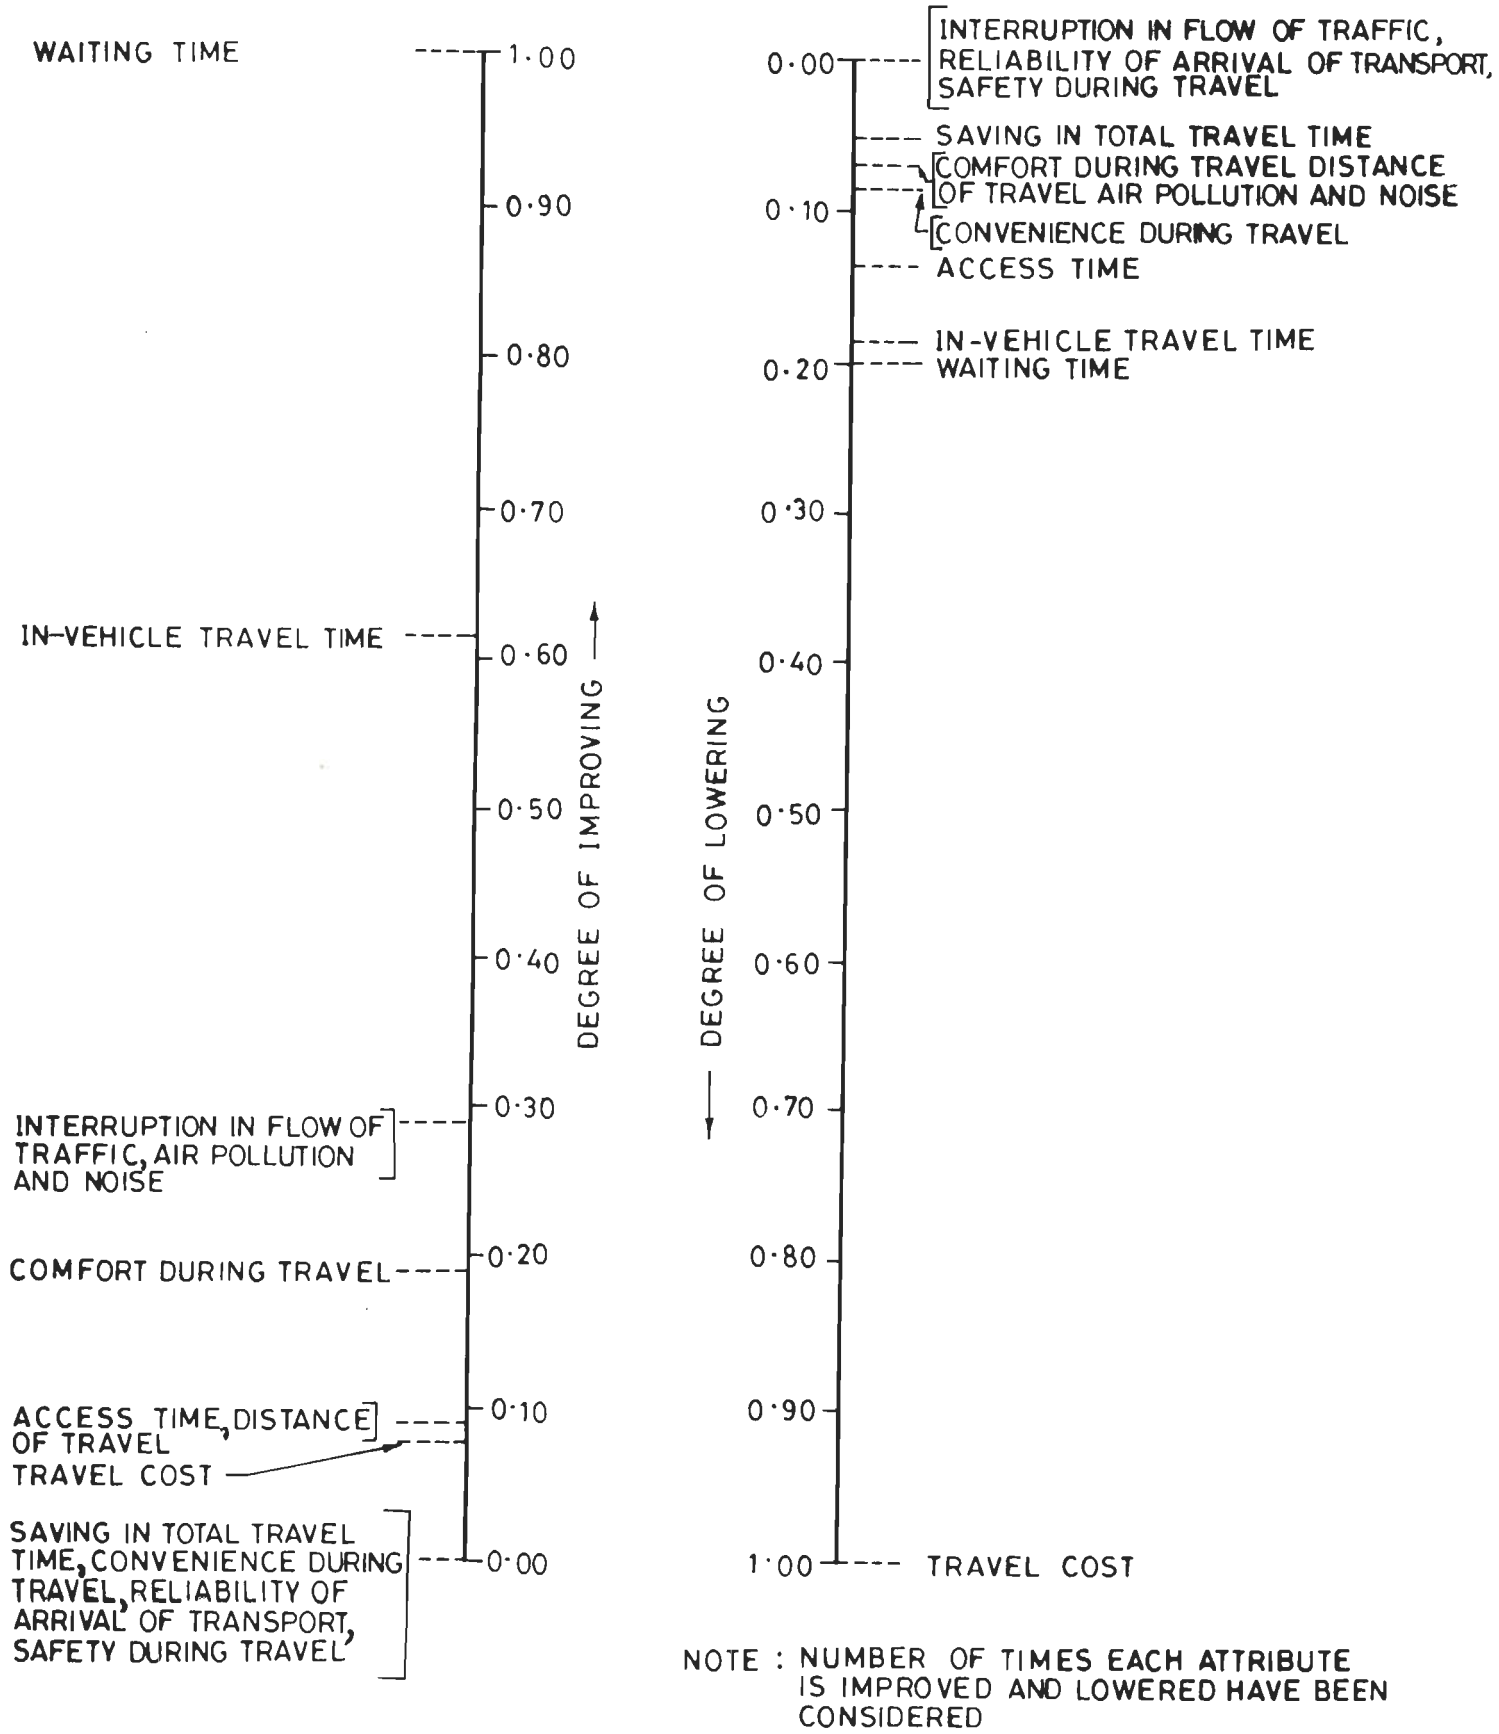 WAITING TIME
1.00
0.90
0.80
0.70
IN-VEHICLE TRAVEL TIME
0.60
0.50
0.40
0.30
INTERRUPTION IN FLOW OF
TRAFFIC, AIR POLLUTION
AND NOISE
0.20
COMFORT DURING TRAVEL
0.10
ACCESS TIME, DISTANCE
OF TRAVEL
TRAVEL COST
SAVING IN TOTAL TRAVEL
TIME, CONVENIENCE DURING
TRAVEL, RELIABILITY OF
ARRIVAL OF TRANSPORT,
SAFETY DURING TRAVEL
0.00
DEGREE OF IMPROVING
DEGREE OF LOWERING
INTERRUPTION IN FLOW OF TRAFFIC,
0.00
RELIABILITY OF ARRIVAL OF TRANSPORT,
SAFETY DURING TRAVEL
SAVING IN TOTAL TRAVEL TIME
COMFORT DURING TRAVEL DISTANCE
OF TRAVEL AIR POLLUTION AND NOISE
0.10
CONVENIENCE DURING TRAVEL
ACCESS TIME
IN-VEHICLE TRAVEL TIME
0.20
WAITING TIME
0.30
0.40
0.50
0.60
0.70
0.80
0.90
1.00
TRAVEL COST
NOTE : NUMBER OF TIMES EACH ATTRIBUTE
IS IMPROVED AND LOWERED HAVE BEEN
CONSIDERED